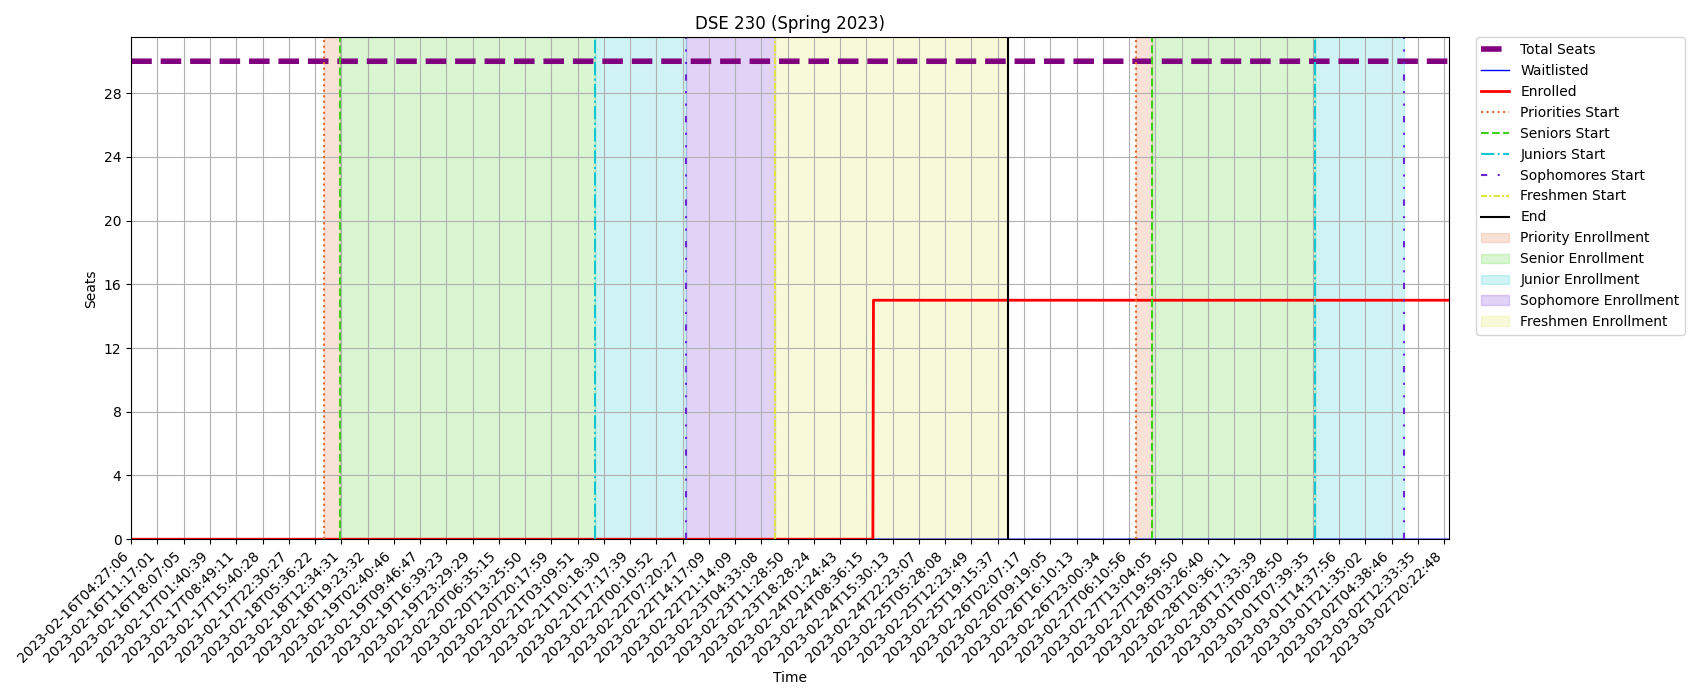 DSE 230 (Spring 2023)
Total Seats
Waitlisted
Enrolled
Priorities Start
Seniors Start
Juniors Start
Sophomores Start
Freshmen Start
End
Priority Enrollment
Senior Enrollment
Junior Enrollment
Sophomore Enrollment
Freshmen Enrollment
Seats
28
24
20
16
12
8
4
0
2023-02-16T04:27:06
2023-02-16T11:17:01
2023-02-16T18:07:05
2023-02-17T01:40:39
2023-02-17T08:49:11
2023-02-17T15:40:28
2023-02-17T22:30:27
2023-02-18T05:36:22
2023-02-18T12:34:31
2023-02-18T19:23:32
2023-02-19T02:40:46
2023-02-19T09:46:47
2023-02-19T16:39:23
2023-02-19T23:29:29
2023-02-20T06:35:15
2023-02-20T13:25:50
2023-02-20T20:17:59
2023-02-21T03:09:51
2023-02-21T10:18:30
2023-02-21T17:17:39
2023-02-22T00:10:52
2023-02-22T07:20:27
2023-02-22T14:17:09
2023-02-22T21:14:09
2023-02-23T04:33:08
2023-02-23T11:28:50
2023-02-23T18:28:24
2023-02-24T01:24:43
2023-02-24T08:36:15
2023-02-24T15:30:13
2023-02-24T22:23:07
2023-02-25T05:28:08
2023-02-25T12:23:49
2023-02-25T19:15:37
2023-02-26T02:07:17
2023-02-26T09:19:05
2023-02-26T16:10:13
2023-02-26T23:00:34
2023-02-27T06:10:56
2023-02-27T13:04:05
2023-02-27T19:59:50
2023-02-28T03:26:40
2023-02-28T10:36:11
2023-02-28T17:33:39
2023-03-01T00:28:50
2023-03-01T07:39:35
2023-03-01T14:37:56
2023-03-01T21:35:02
2023-03-02T04:38:46
2023-03-02T12:33:35
2023-03-02T20:22:48
Time